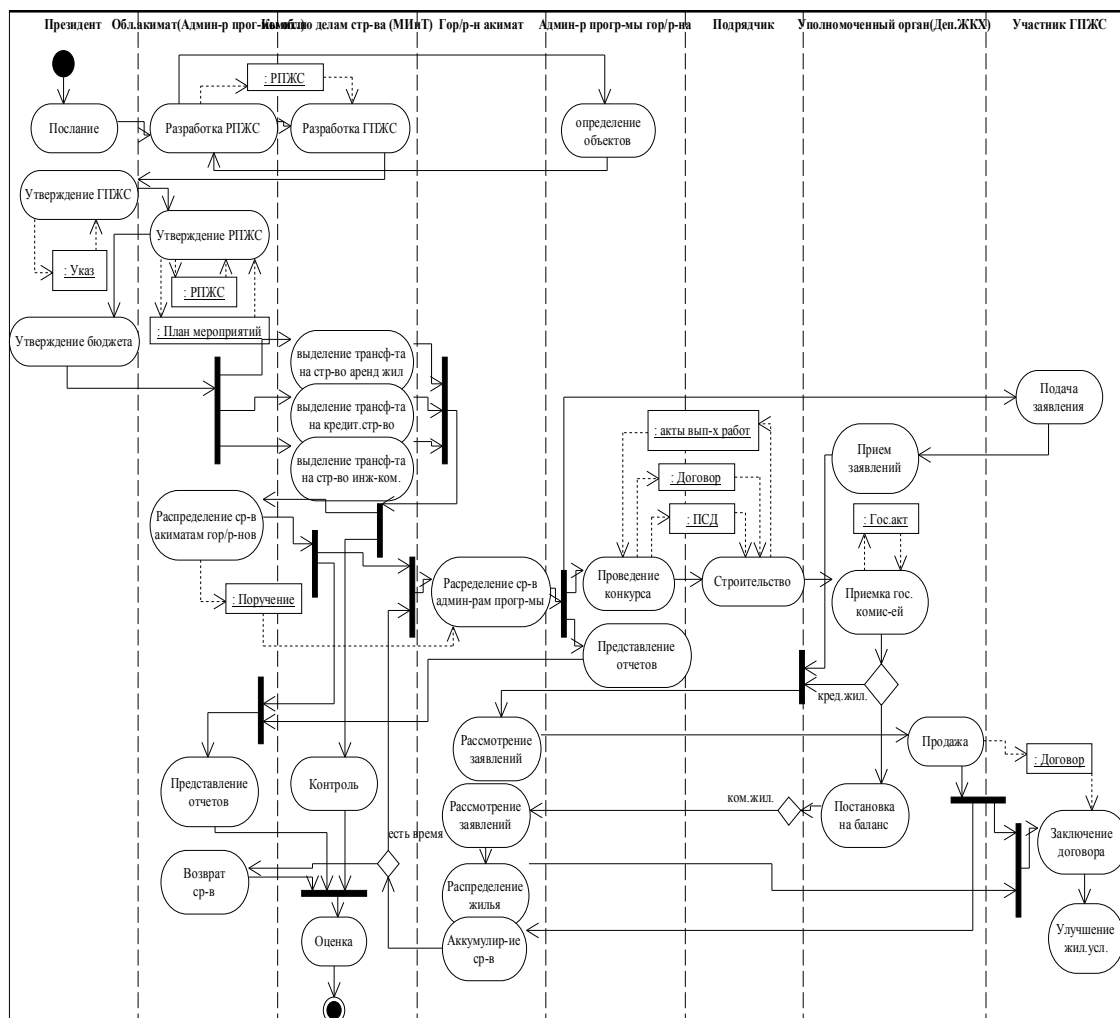 Президент
Обл.акимат(Админ-р прог-мы обл)
Комитет по делам стр-ва (МИиТ)
Гор/р-н акимат
Админ-р прогр-мы гор/р-на
Подрядчик
Уполномоченый орган(Деп.ЖКХ)
Участник ГПЖС
: РПЖС
Послание
Разработка РПЖС
Разработка ГПЖС
определение
объектов
Утверждение ГПЖС
Утверждение РПЖС
: Указ
: РПЖС
: План мероприятий
Утверждение бюджета
выделение трансф-та
на стр-во аренд жил
выделение трансф-та
на кредит.стр-во
выделение трансф-та
на стр-во инж-ком.
Подача
заявления
: акты вып-х работ
Прием
заявлений
: Договор
: ПСД
: Гос.акт
Распределение ср-в
акиматам гор/р-нов
: Поручение
Расределение ср-в
админ-рам прогр-мы
Проведение
конкурса
Строительство
Приемка гос.
комис-ей
Представление
отчетов
кред.жил.
Рассмотрение
заявлений
Продажа
: Договор
Представление
отчетов
Контроль
Рассмотрение
заявлений
ком.жил.
Постановка
на баланс
есть время
Заключение
договора
Возврат
ср-в
Распределение
жилья
Оценка
Аккумулир-ие
ср-в
Улучшение
жил.усл.